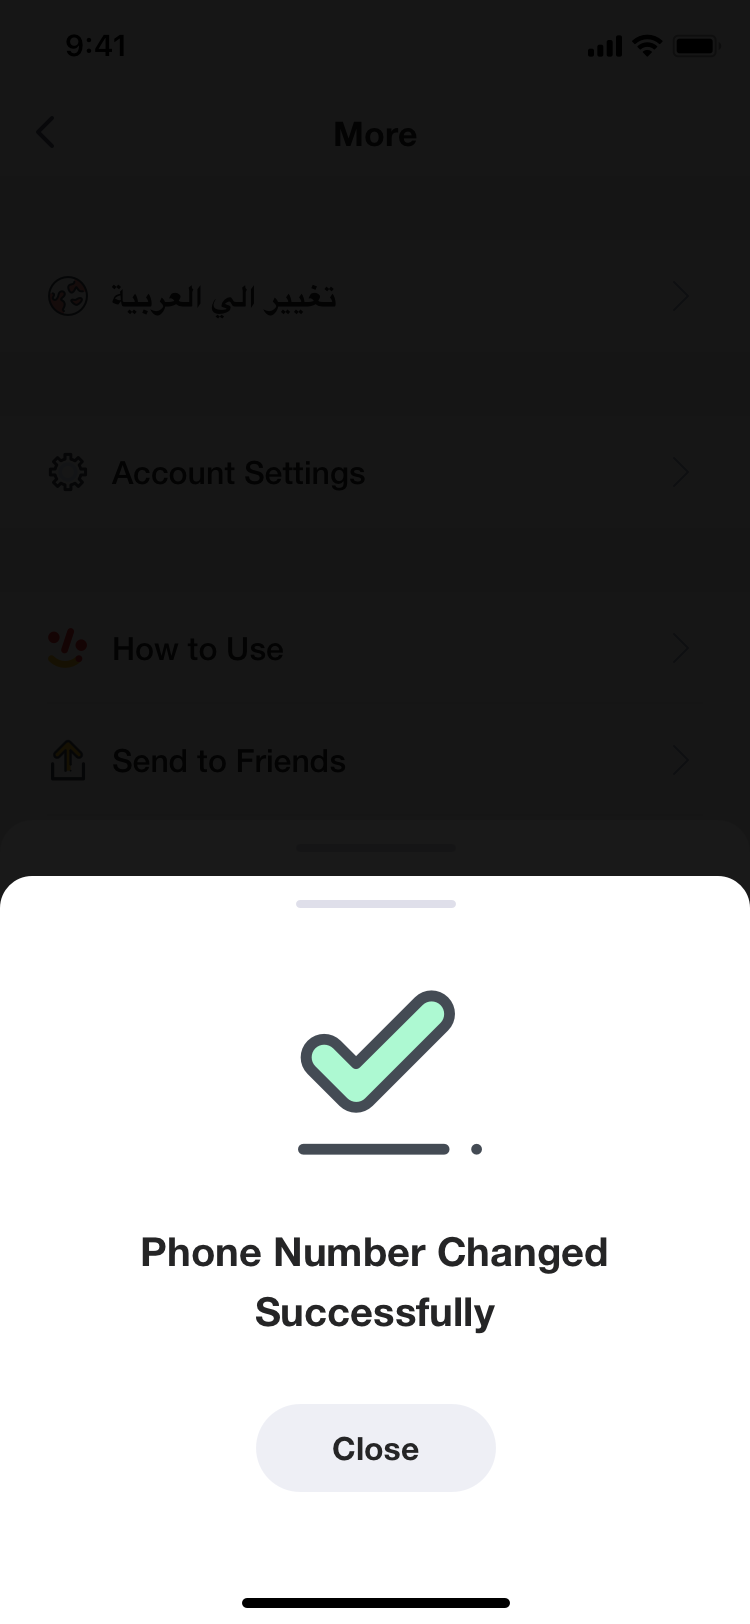 9:41
More
تغيير الي العربية
Account Settings
How to Use
Send to Friends
Phone Number Changed
Successfully
Close